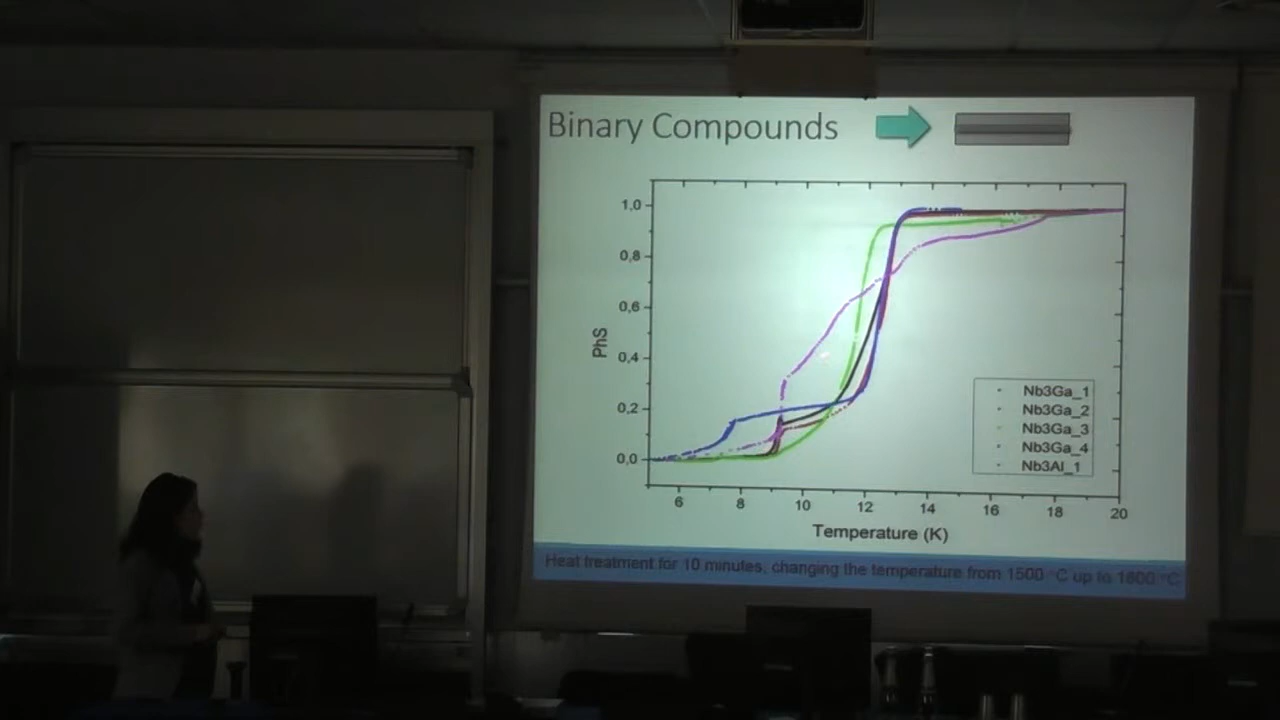 Binary Compounds
1,0
0,8
0,6
0,4
0,2
0,0
PhS
6 8 10 12 14 16 18 20
Temperature (K)
Nb3Ga_1
Nb3Ga_2
Nb3Ga_3
Nb3Ga_4
Nb3Al_1
Heat treatment for 10 minutes, changing the temperature from 1500 °C up to 1800 °C